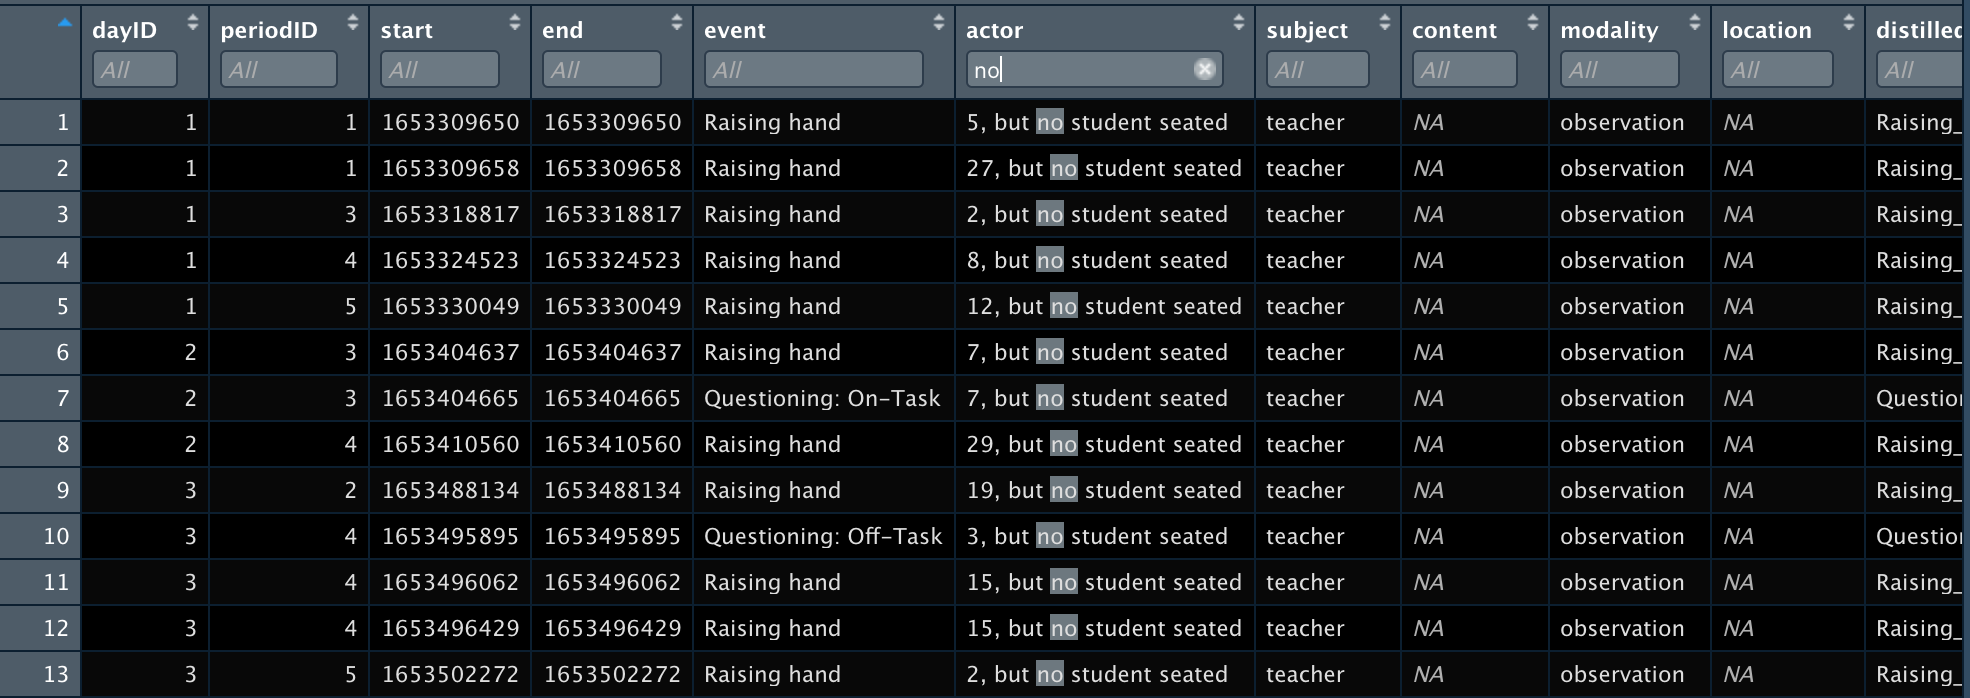 dayID periodID start end event actor subject content modality location distilled
All All All All All no All All All All All
1 1 1 1653309650 1653309650 Raising hand 5, but no student seated teacher NA observation NA Raising_
2 1 1 1653309658 1653309658 Raising hand 27, but no student seated teacher NA observation NA Raising_
3 1 3 1653318817 1653318817 Raising hand 2, but no student seated teacher NA observation NA Raising_
4 1 4 1653324523 1653324523 Raising hand 8, but no student seated teacher NA observation NA Raising_
5 1 5 1653330049 1653330049 Raising hand 12, but no student seated teacher NA observation NA Raising_
6 2 3 1653404637 1653404637 Raising hand 7, but no student seated teacher NA observation NA Raising_
7 2 3 1653404665 1653404665 Questioning: On-Task 7, but no student seated teacher NA observation NA Question
8 2 4 1653410560 1653410560 Raising hand 29, but no student seated teacher NA observation NA Raising_
9 3 2 1653488134 1653488134 Raising hand 19, but no student seated teacher NA observation NA Raising_
10 3 4 1653495895 1653495895 Questioning: Off-Task 3, but no student seated teacher NA observation NA Question
11 3 4 1653496062 1653496062 Raising hand 15, but no student seated teacher NA observation NA Raising_
12 3 4 1653496429 1653496429 Raising hand 15, but no student seated teacher NA observation NA Raising_
13 3 5 1653502272 1653502272 Raising hand 2, but no student seated teacher NA observation NA Raising_